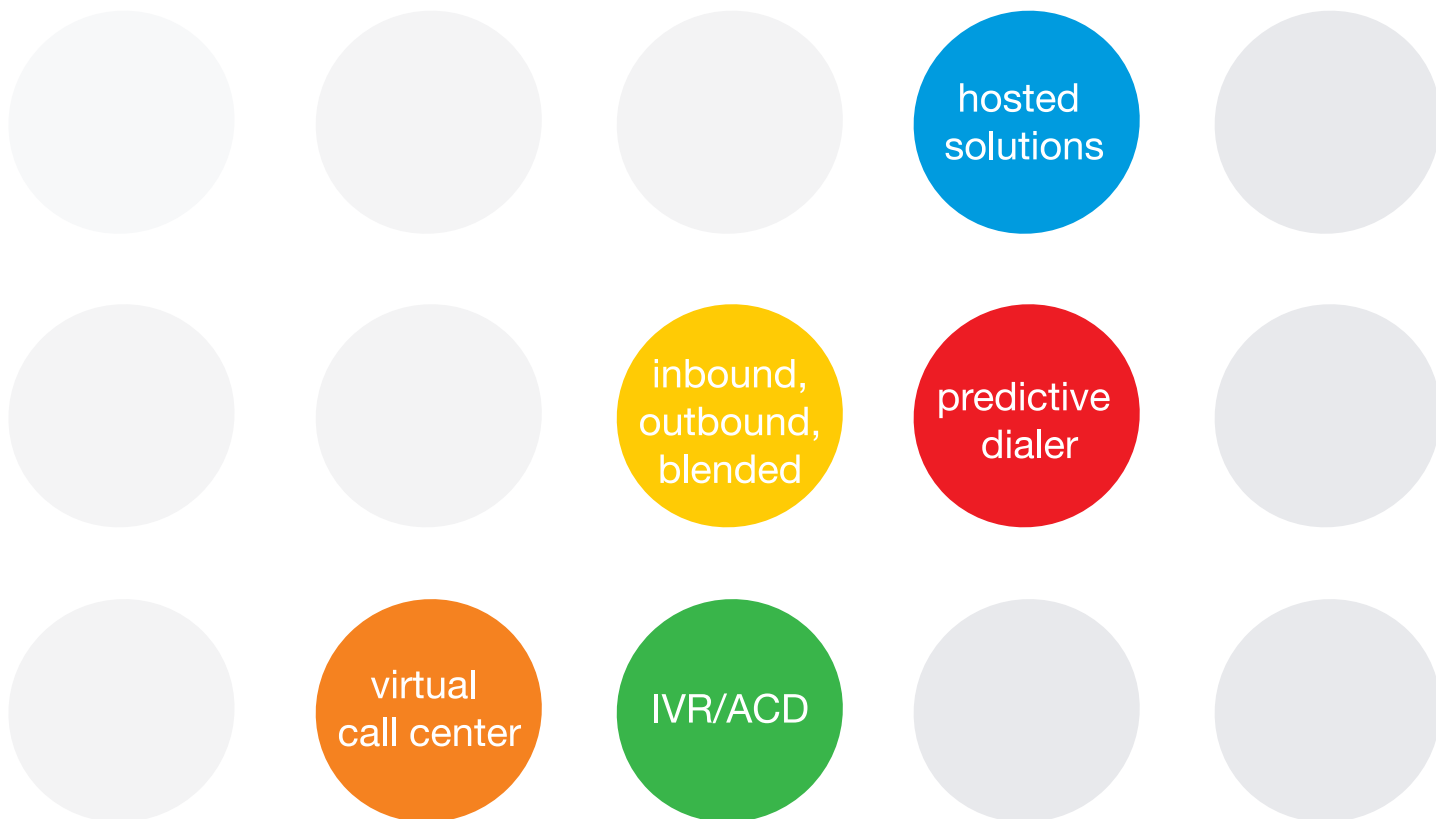 hosted
solutions
inbound,
outbound,
blended
predictive
dialer
virtual
call center
IVR/ACD